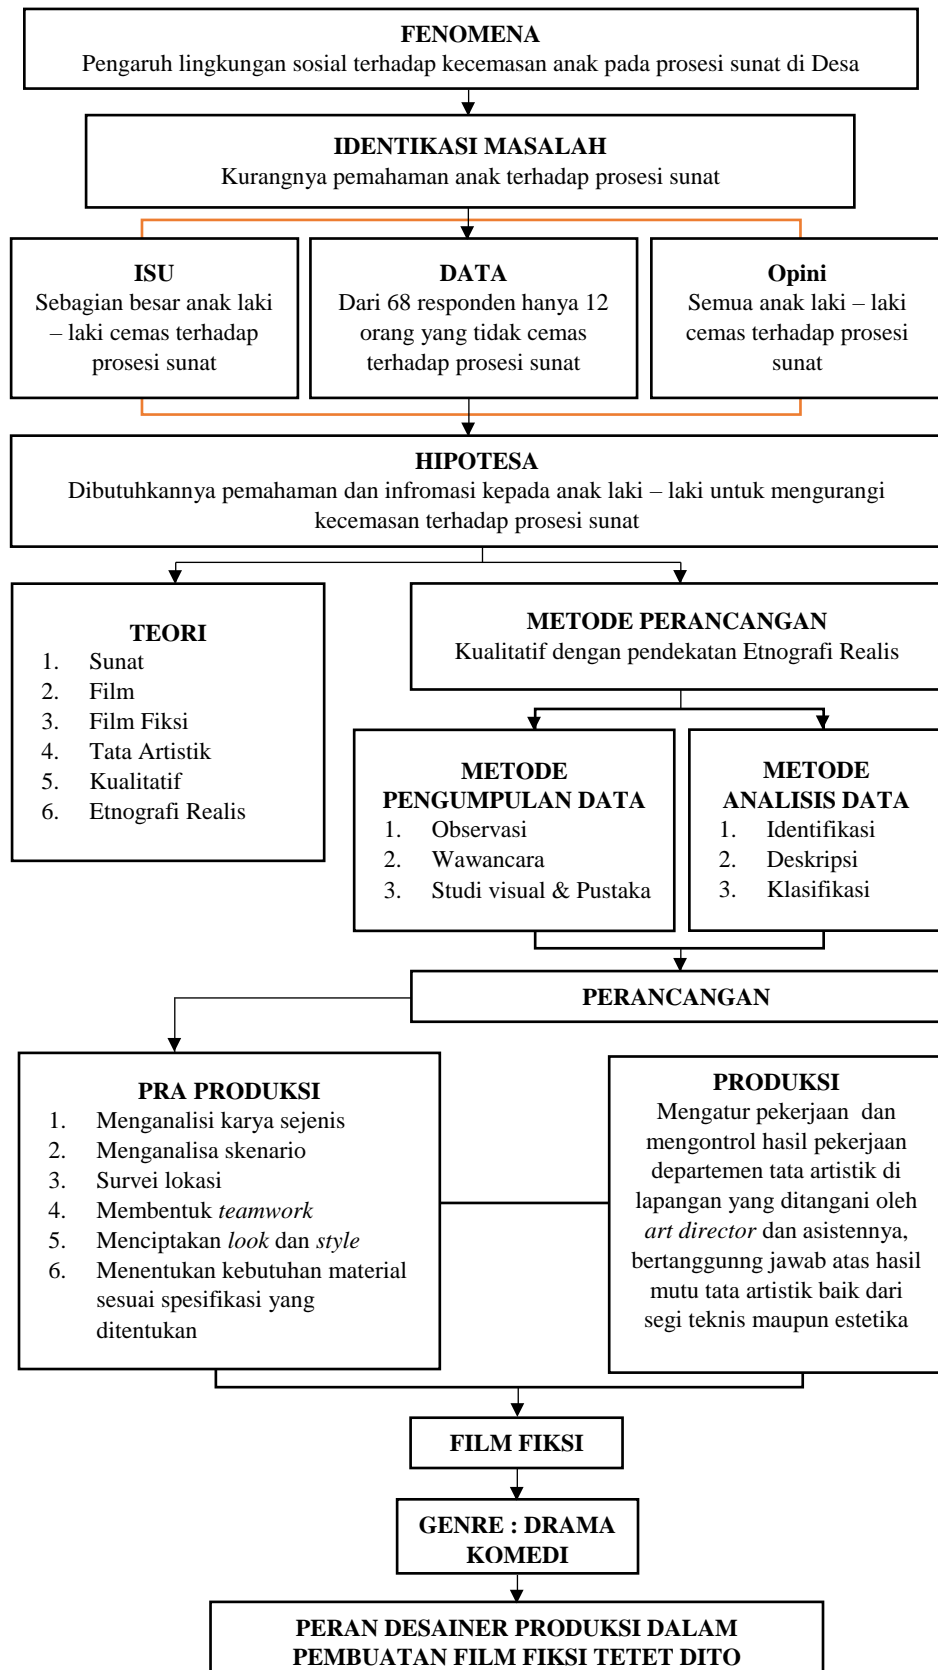 FENOMENA
Pengaruh lingkungan sosial terhadap kecemasan anak pada prosesi sunat di Desa
IDENTIKASI MASALAH
Kurangnya pemahaman anak terhadap prosesi sunat
ISU
Sebagian besar anak laki
– laki cemas terhadap
prosesi sunat
DATA
Dari 68 responden hanya 12
orang yang tidak cemas
terhadap prosesi sunat
Opini
Semua anak laki – laki
cemas terhadap prosesi
sunat
HIPOTESA
Dibutuhkannya pemahaman dan infromasi kepada anak laki – laki untuk mengurangi
kecemasan terhadap prosesi sunat
TEORI
1. Sunat
2. Film
3. Film Fiksi
4. Tata Artistik
5. Kualitatif
6. Etnografi Realis
METODE PERANCANGAN
Kualitatif dengan pendekatan Etnografi Realis
METODE
PENGUMPULAN DATA
1. Observasi
2. Wawancara
3. Studi visual & Pustaka
METODE
ANALISIS DATA
1. Identifikasi
2. Deskripsi
3. Klasifikasi
PERANCANGAN
PRA PRODUKSI
1. Menganalisi karya sejenis
2. Menganalisa skenario
3. Survei lokasi
4. Membentuk teamwork
5. Menciptakan look dan style
6. Menentukan kebutuhan material
sesuai spesifikasi yang
ditentukan
PRODUKSI
Mengatur pekerjaan dan
mengontrol hasil pekerjaan
departemen tata artistik di
lapangan yang ditangani oleh
art director dan asistennya,
bertanggunng jawab atas hasil
mutu tata artistik baik dari
segi teknis maupun estetika
FILM FIKSI
GENRE : DRAMA
KOMEDI
PERAN DESAINER PRODUKSI DALAM
PEMBUATAN FILM FIKSI TETET DITO